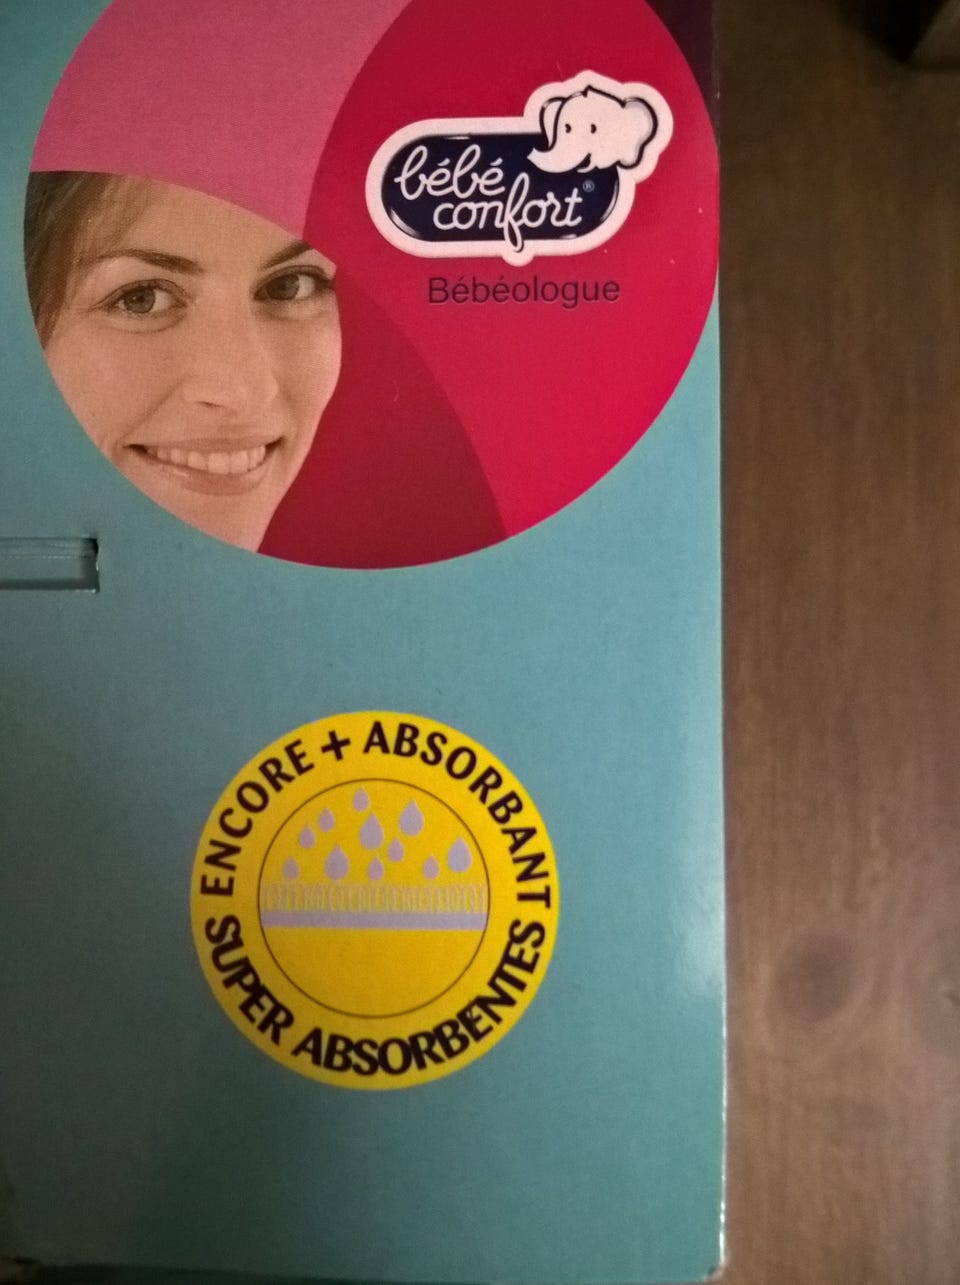 bébé
confort®
Bébéologue
ENCORE + ABSORBANT
SUPER ABSORBENTES